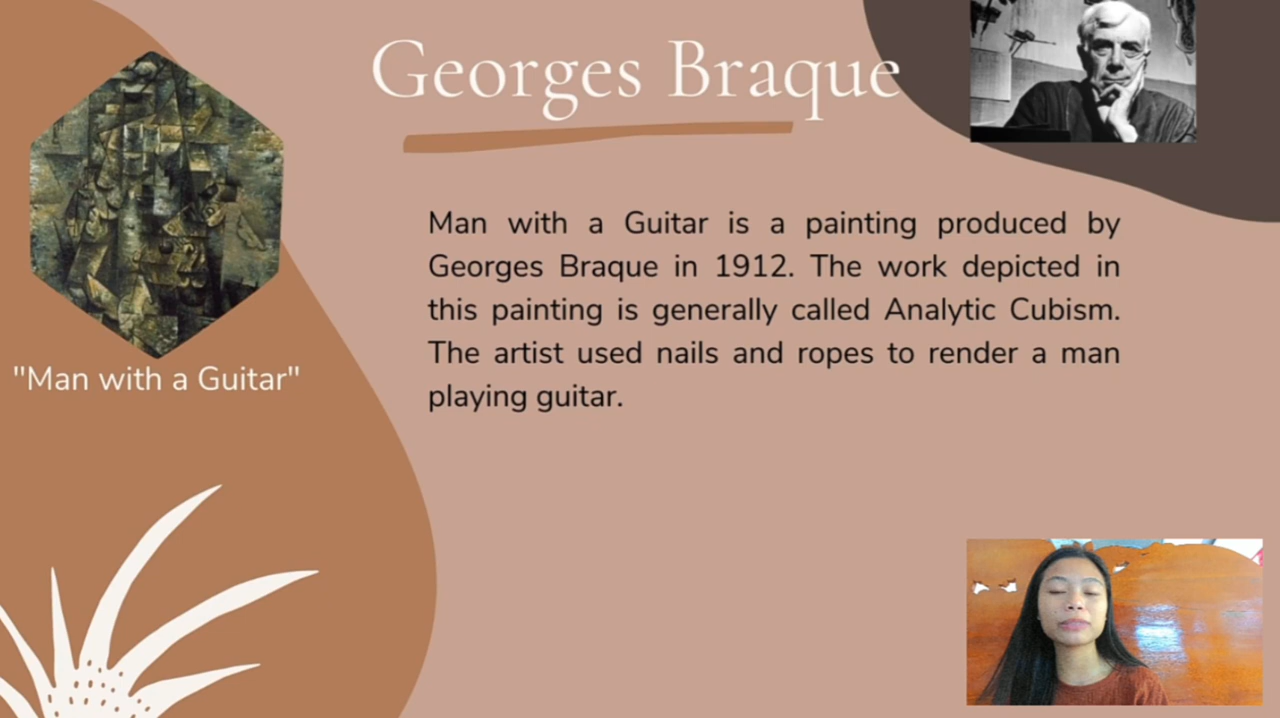 Georges Braque
Man with a Guitar is a painting produced by
Georges Braque in 1912. The work depicted in
this painting is generally called Analytic Cubism.
The artist used nails and ropes to render a man
playing guitar.
"Man with a Guitar"